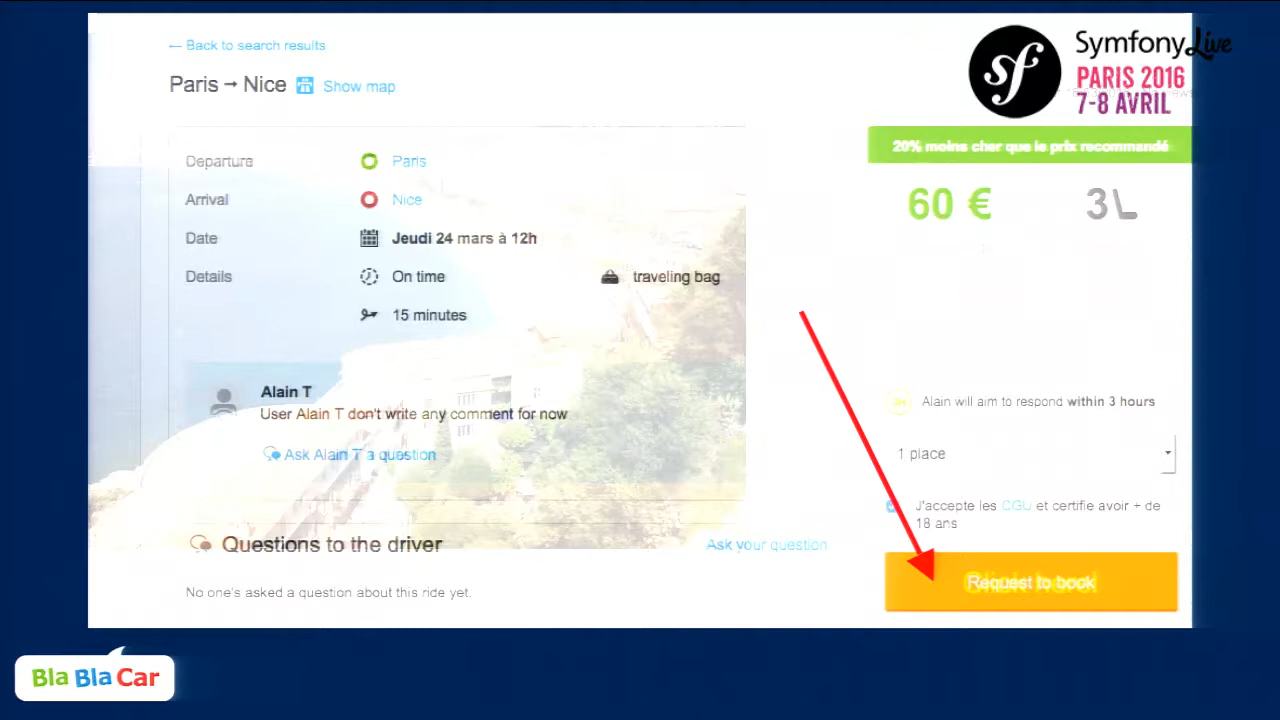 ← Back to search results
Paris → Nice Show map
SymfonyLive
PARIS 2016
7-8 AVRIL
20% moins cher que le prix recommandé
60 € 3
Departure Paris
Arrival Nice
Date Jeudi 24 mars à 12h
Details On time traveling bag
15 minutes
Alain T
User Alain T don't write any comment for now
Ask Alain T a question
Alain will aim to respond within 3 hours
1 place
J'accepte les CGU et certifie avoir + de
18 ans
Request to book
Questions to the driver Ask your question
No one's asked a question about this ride yet.
BlaBlaCar